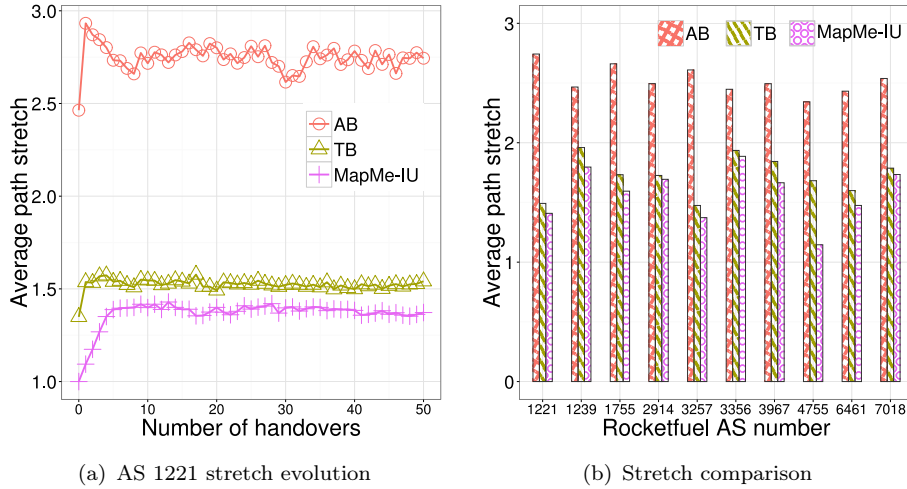 3.0
2.5
2.0
1.5
1.0
Average path stretch
AB
TB
MapMe-IU
0 10 20 30 40 50
Number of handovers
(a) AS 1221 stretch evolution
3
2
1
0
Average path stretch
AB TB MapMe-IU
1221 1239 1755 2914 3257 3356 3967 4755 6461 7018
Rocketfuel AS number
(b) Stretch comparison